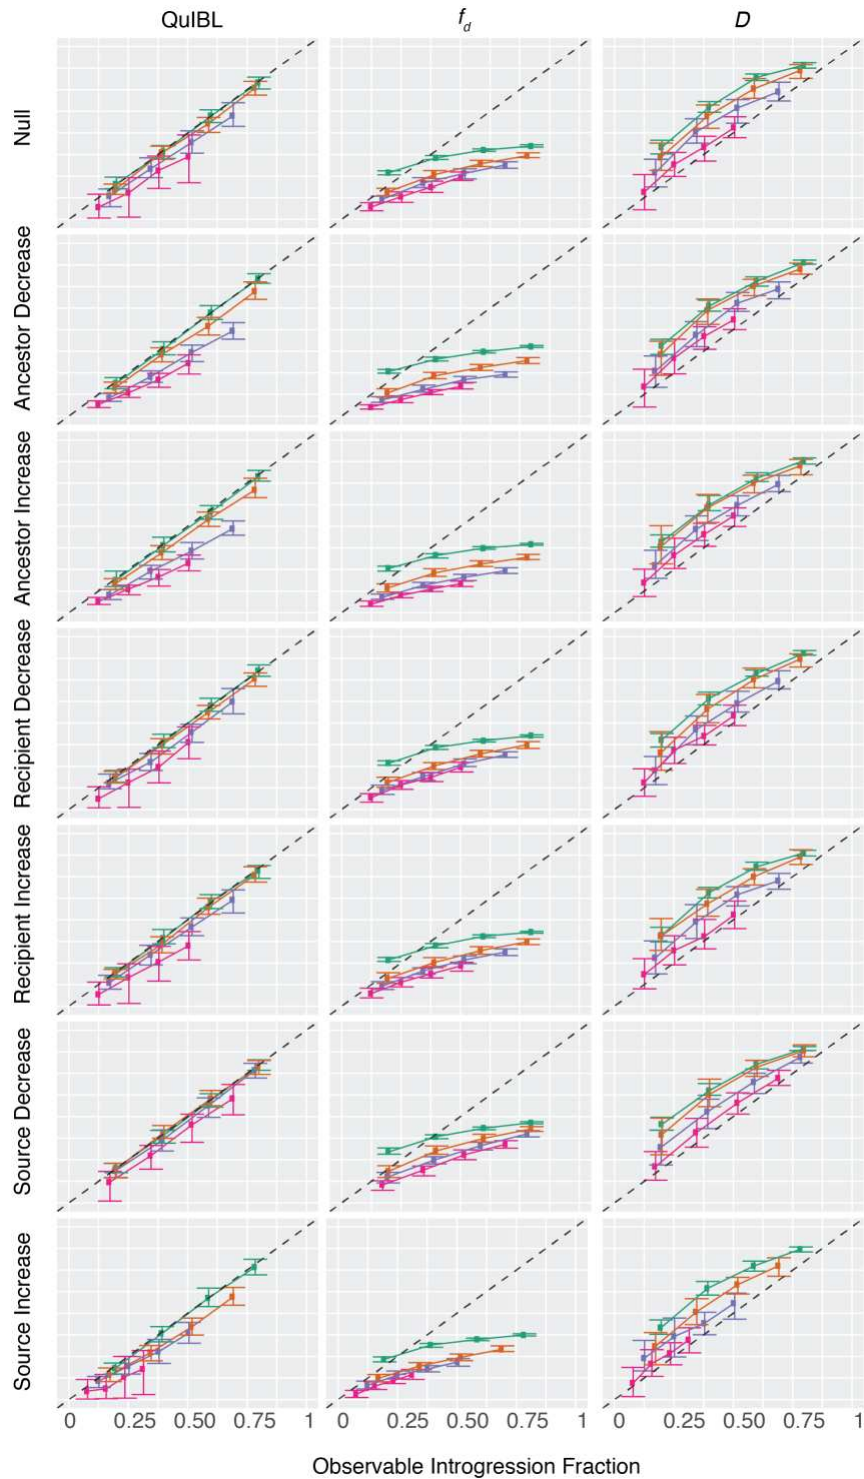 QuIBL f_d D
Null
Ancestor Decrease
Ancestor Increase
Recipient Decrease
Recipient Increase
Source Decrease
Source Increase
0 0.25 0.50 0.75 1 0 0.25 0.50 0.75 1 0 0.25 0.50 0.75 1
Observable Introgression Fraction